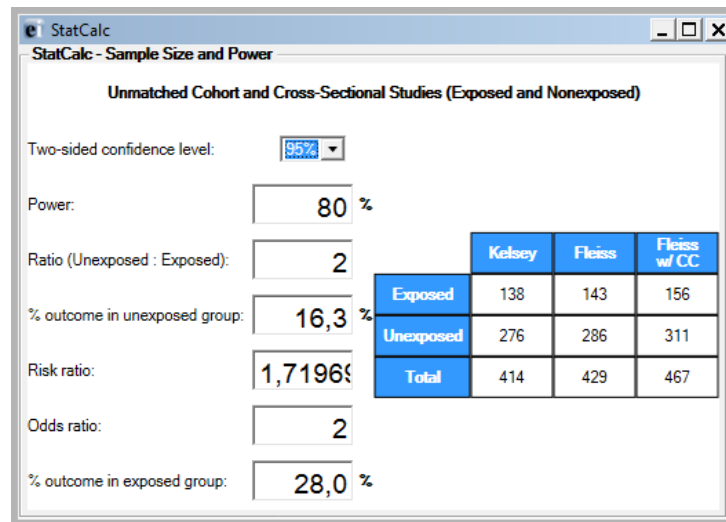 StatCalc
StatCalc - Sample Size and Power
Unmatched Cohort and Cross-Sectional Studies (Exposed and Nonexposed)
Two-sided confidence level: 95%
Power: 80 %
Ratio (Unexposed : Exposed): 2
% outcome in unexposed group: 16,3 %
Risk ratio: 1,71969
Odds ratio: 2
% outcome in exposed group: 28,0 %
Kelsey Fleiss Fleiss w/ CC
Exposed 138 143 156
Unexposed 276 286 311
Total 414 429 467